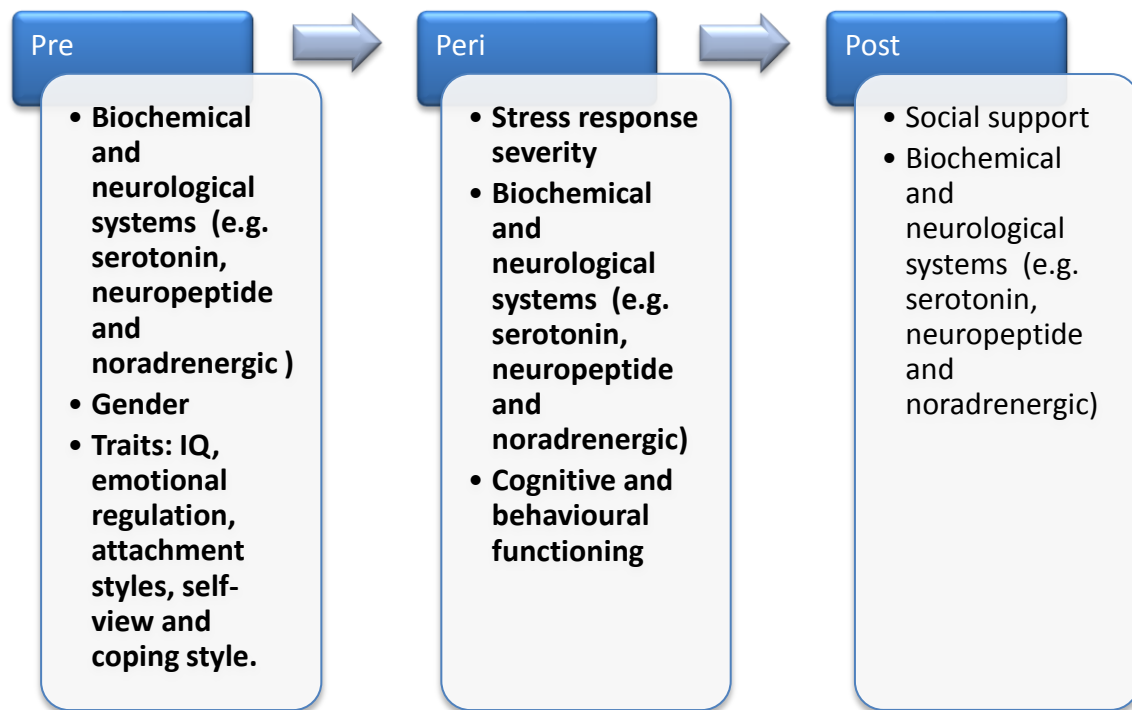 Pre
• Biochemical
and
neurological
systems (e.g.
serotonin,
neuropeptide
and
noradrenergic )
• Gender
• Traits: IQ,
emotional
regulation,
attachment
styles, self-
view and
coping style.
Peri
• Stress response
severity
• Biochemical
and
neurological
systems (e.g.
serotonin,
neuropeptide
and
noradrenergic)
• Cognitive and
behavioural
functioning
Post
• Social support
• Biochemical
and
neurological
systems (e.g.
serotonin,
neuropeptide
and
noradrenergic)